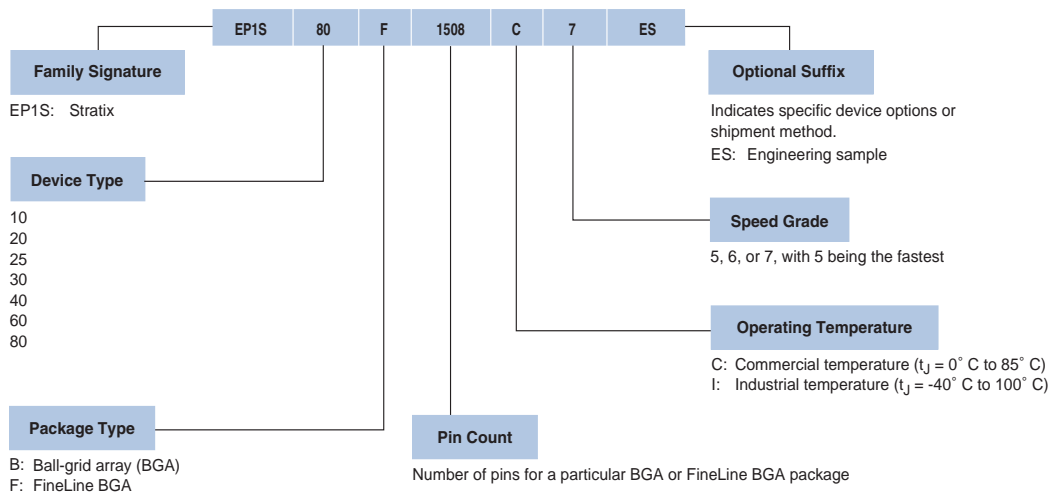 EP1S 80 F 1508 C 7 ES
Family Signature
EP1S: Stratix
Optional Suffix
Indicates specific device options or
shipment method.
ES: Engineering sample
Device Type
10
20
25
30
40
60
80
Speed Grade
5, 6, or 7, with 5 being the fastest
Operating Temperature
C: Commercial temperature (tJ = 0˚ C to 85˚ C)
I: Industrial temperature (tJ = -40˚ C to 100˚ C)
Package Type
B: Ball-grid array (BGA)
F: FineLine BGA
Pin Count
Number of pins for a particular BGA or FineLine BGA package